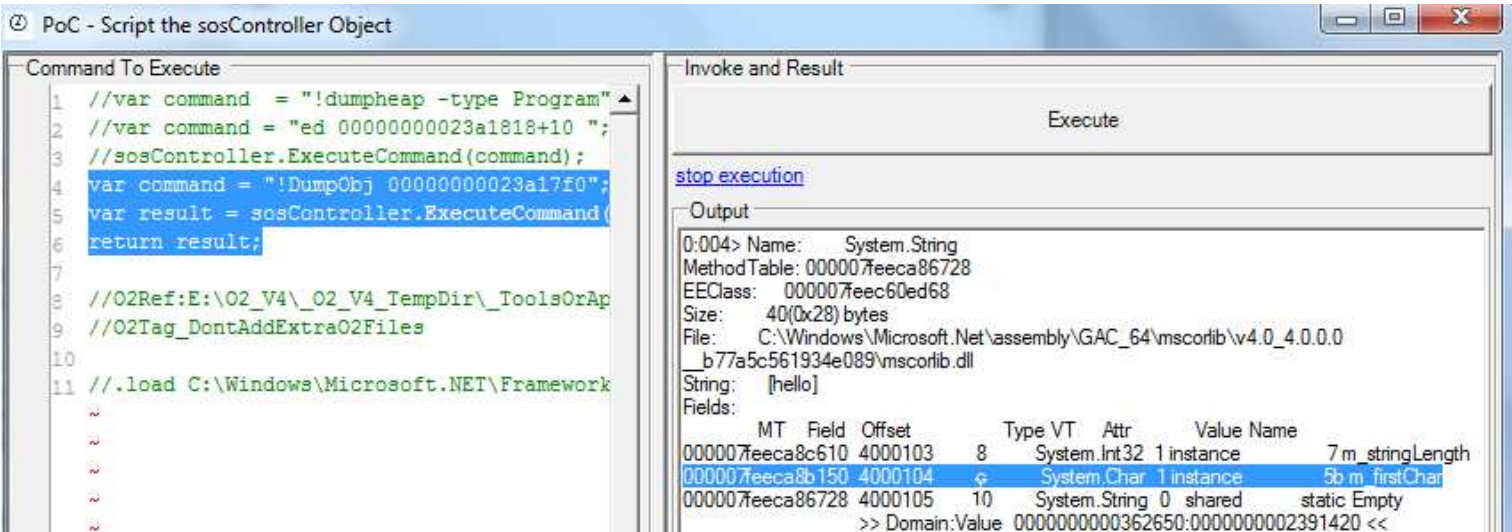 PoC - Script the sosController Object
Command To Execute
1 //var command  = "!dumpheap -type Program"
2 //var command = "ed 00000000023a1818+10 ";
3 //sosController.ExecuteCommand(command);
4 var command = "!DumpObj 00000000023a17f0";
5 var result = sosController.ExecuteCommand(
6 return result;
7
8 //O2Ref:E:\O2_V4\_O2_V4_TempDir\_ToolsOrAp
9 //O2Tag_DontAddExtraO2Files
10
11 //.load C:\Windows\Microsoft.NET\Framework
~
~
~
~
~
Invoke and Result
Execute
stop execution
Output
0:004> Name: System.String
MethodTable: 000007feeca86728
EEClass: 000007feec60ed68
Size: 40(0x28) bytes
File: C:\Windows\Microsoft.Net\assembly\GAC_64\mscorlib\v4.0_4.0.0.0
__b77a5c561934e089\mscorlib.dll
String: [hello]
Fields:
MT Field Offset Type VT Attr Value Name
000007feeca8c610 4000103 8 System.Int32 1 instance 7 m_stringLength
000007feeca8b150 4000104 c System.Char 1 instance 5b m_firstChar
000007feeca86728 4000105 10 System.String 0 shared static Empty
>> Domain:Value 0000000000362650:0000000002391420 <<